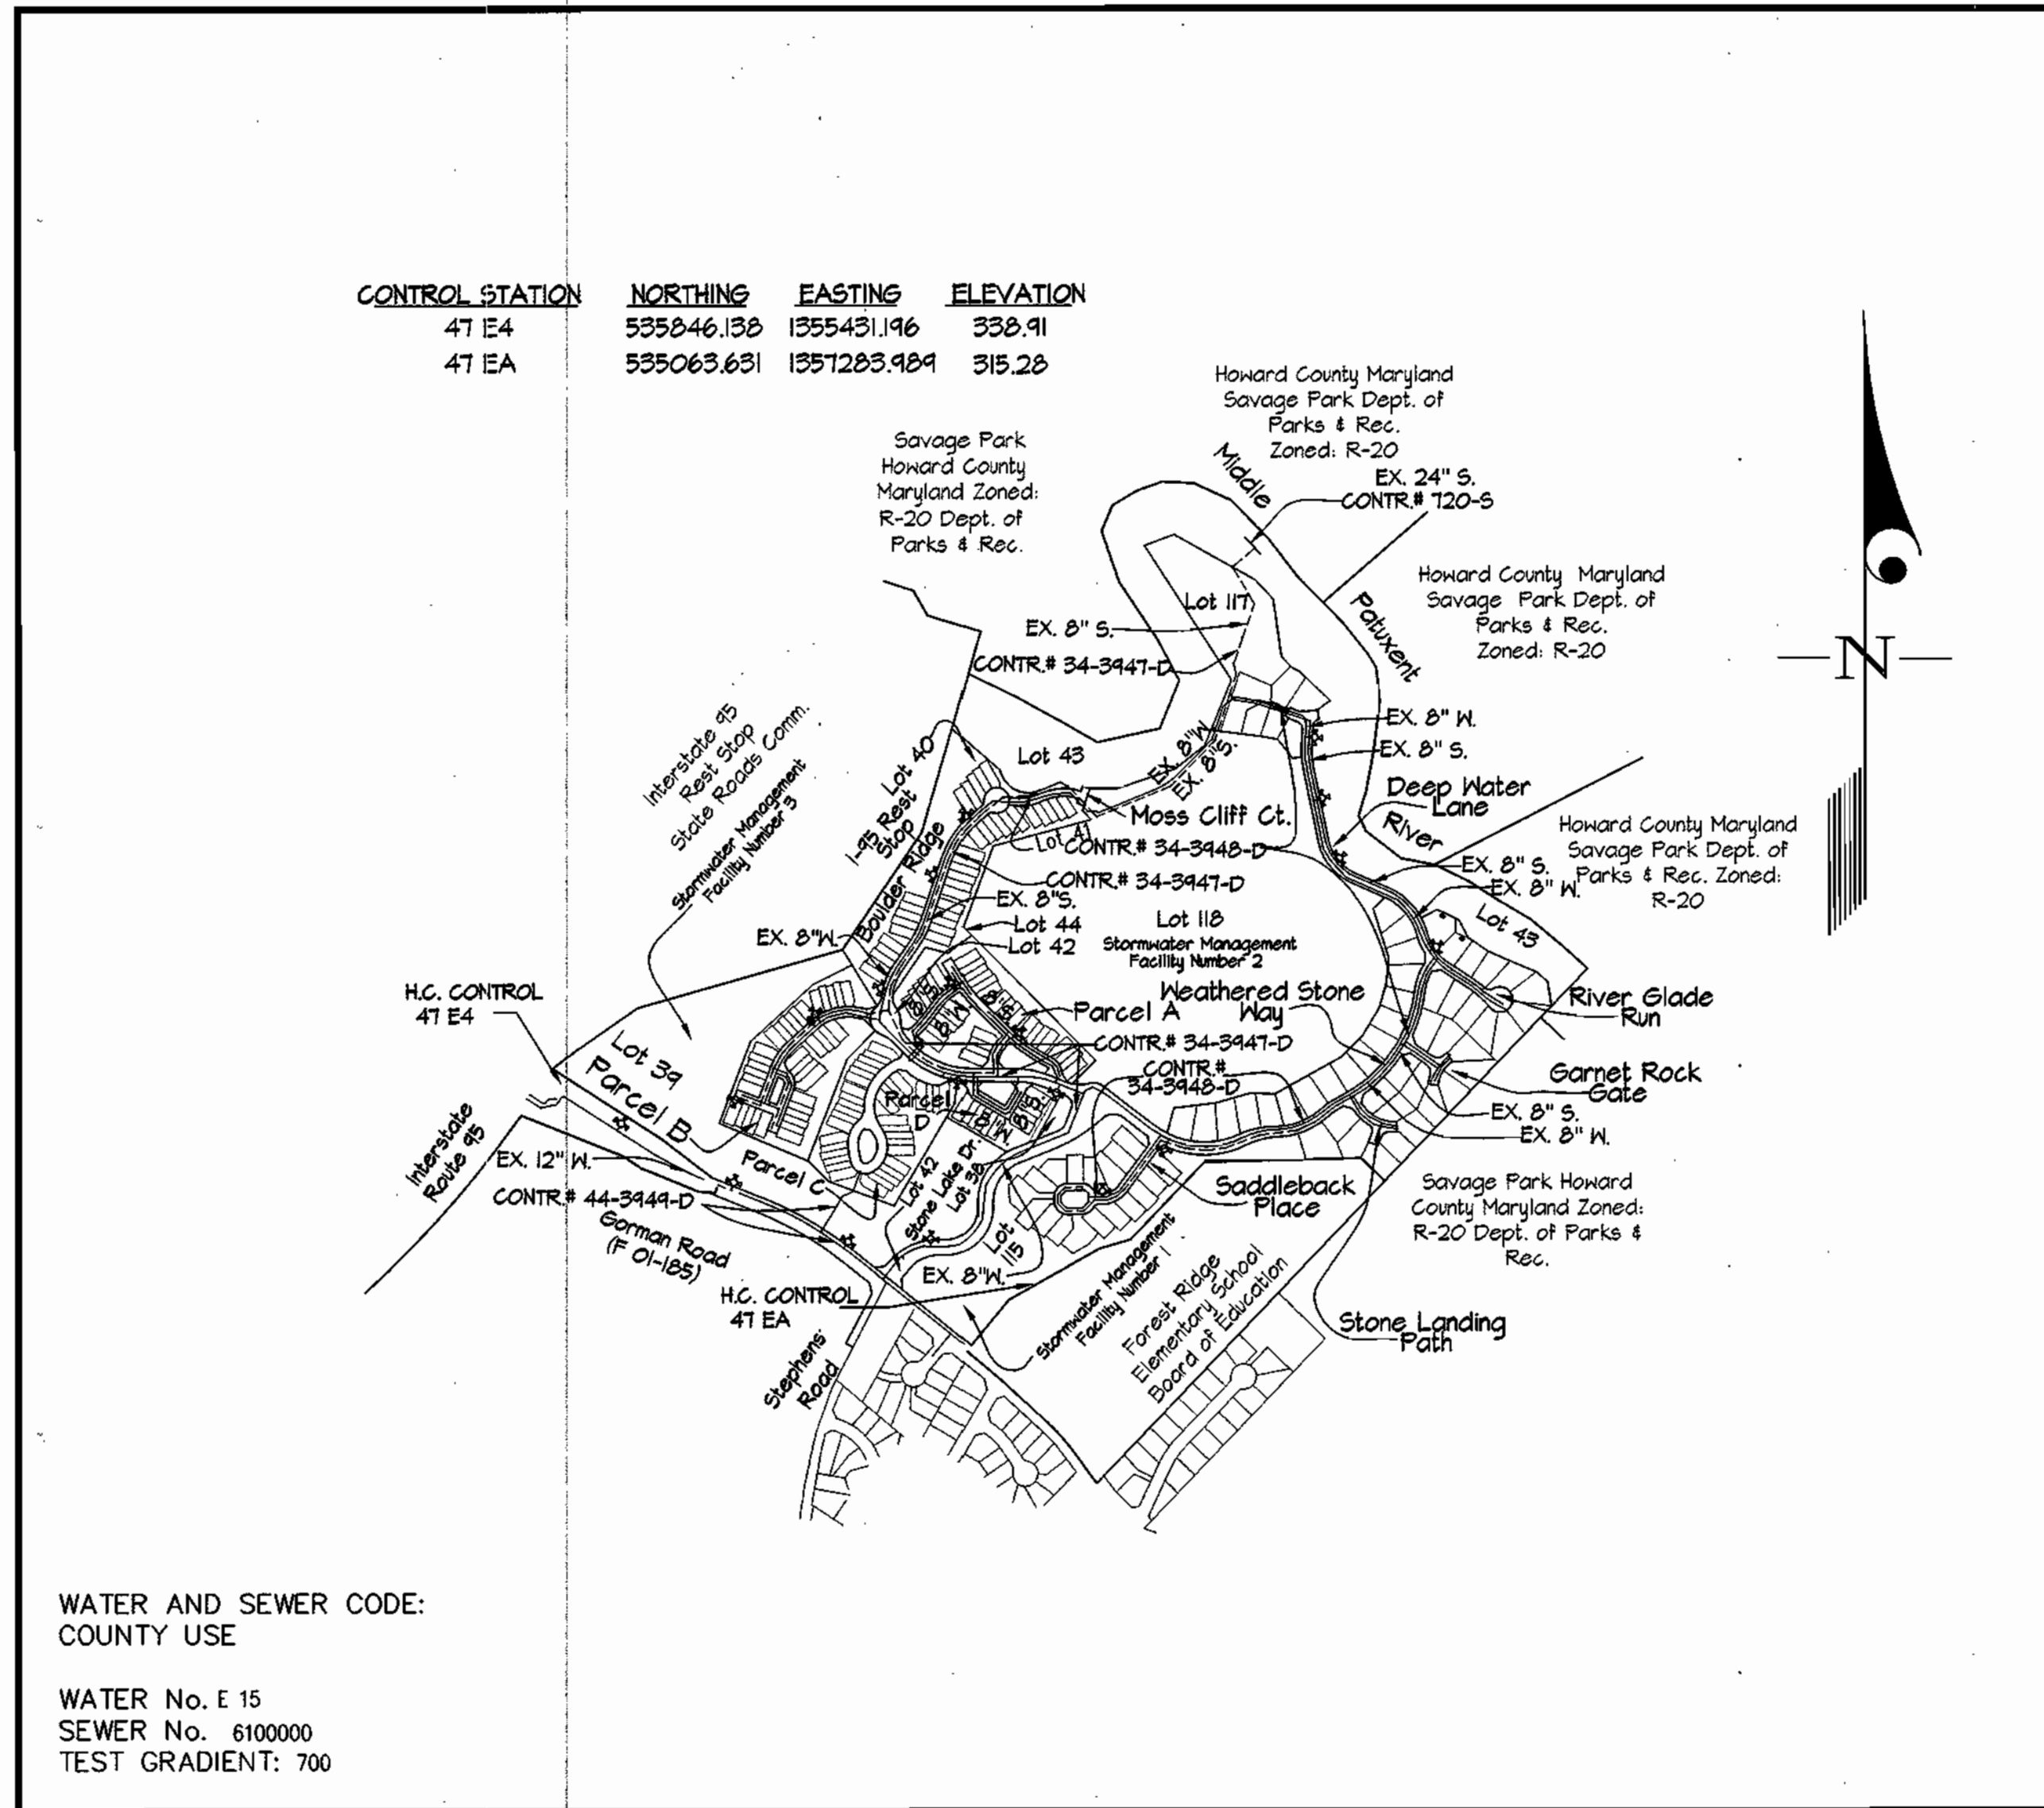 CONTROL STATION NORTHING EASTING ELEVATION
47 E4 535846.138 1355431.196 338.91
47 EA 535063.631 1357283.989 315.28
Howard County Maryland
Savage Park Dept. of
Parks & Rec.
Zoned: R-20
Savage Park
Howard County
Maryland Zoned:
R-20 Dept. of
Parks & Rec.
Middle
EX. 24" S.
CONTR.# 720-S
Howard County Maryland
Savage Park Dept. of
Parks & Rec.
Zoned: R-20
Patuxent
Lot 117
EX. 8" S.
CONTR.# 34-3947-D
N
Interstate 95
Rest Stop
State Roads Comm.
Stormwater Management
Facility Number 3
Lot 40
I-95 Rest
Stop
Boulder Ridge
Lot 43
EX. 8"W
EX. 8"S.
EX. 8" W.
EX. 8" S.
Deep Water
Lane
River
Moss Cliff Ct.
Lot 41
CONTR.# 34-3948-D
Howard County Maryland
Savage Park Dept. of
Parks & Rec. Zoned:
R-20
EX. 8" S.
EX. 8" W.
CONTR.# 34-3947-D
EX. 8"S.
Lot 44
Lot 42
Lot 118
Stormwater Management
Facility Number 2
Lot 43
EX. 8"W.
H.C. CONTROL
47 E4
8"S.
8" W.
8"S.
Parcel A
Weathered Stone
Way
River Glade
Run
CONTR.# 34-3947-D
CONTR.#
34-3948-D
Garnet Rock
Gate
Lot 39
Parcel B
Parcel
D
8" W.
8"S.
EX. 8" S.
EX. 8" W.
Interstate
Route 95
EX. 12" W.
CONTR.# 44-3949-D
Parcel C
Lot 42
Stone Lake Dr.
Lot 38
Saddleback
Place
Savage Park Howard
County Maryland Zoned:
R-20 Dept. of Parks &
Rec.
Gorman Road
(F 01-185)
Lot
115
EX. 8"W.
H.C. CONTROL
47 EA
Stormwater Management
Facility Number 1
Forest Ridge
Elementary School
Board of Education
Stone Landing
Path
Stephens
Road
WATER AND SEWER CODE:
COUNTY USE
WATER No. E 15
SEWER No. 6100000
TEST GRADIENT: 700